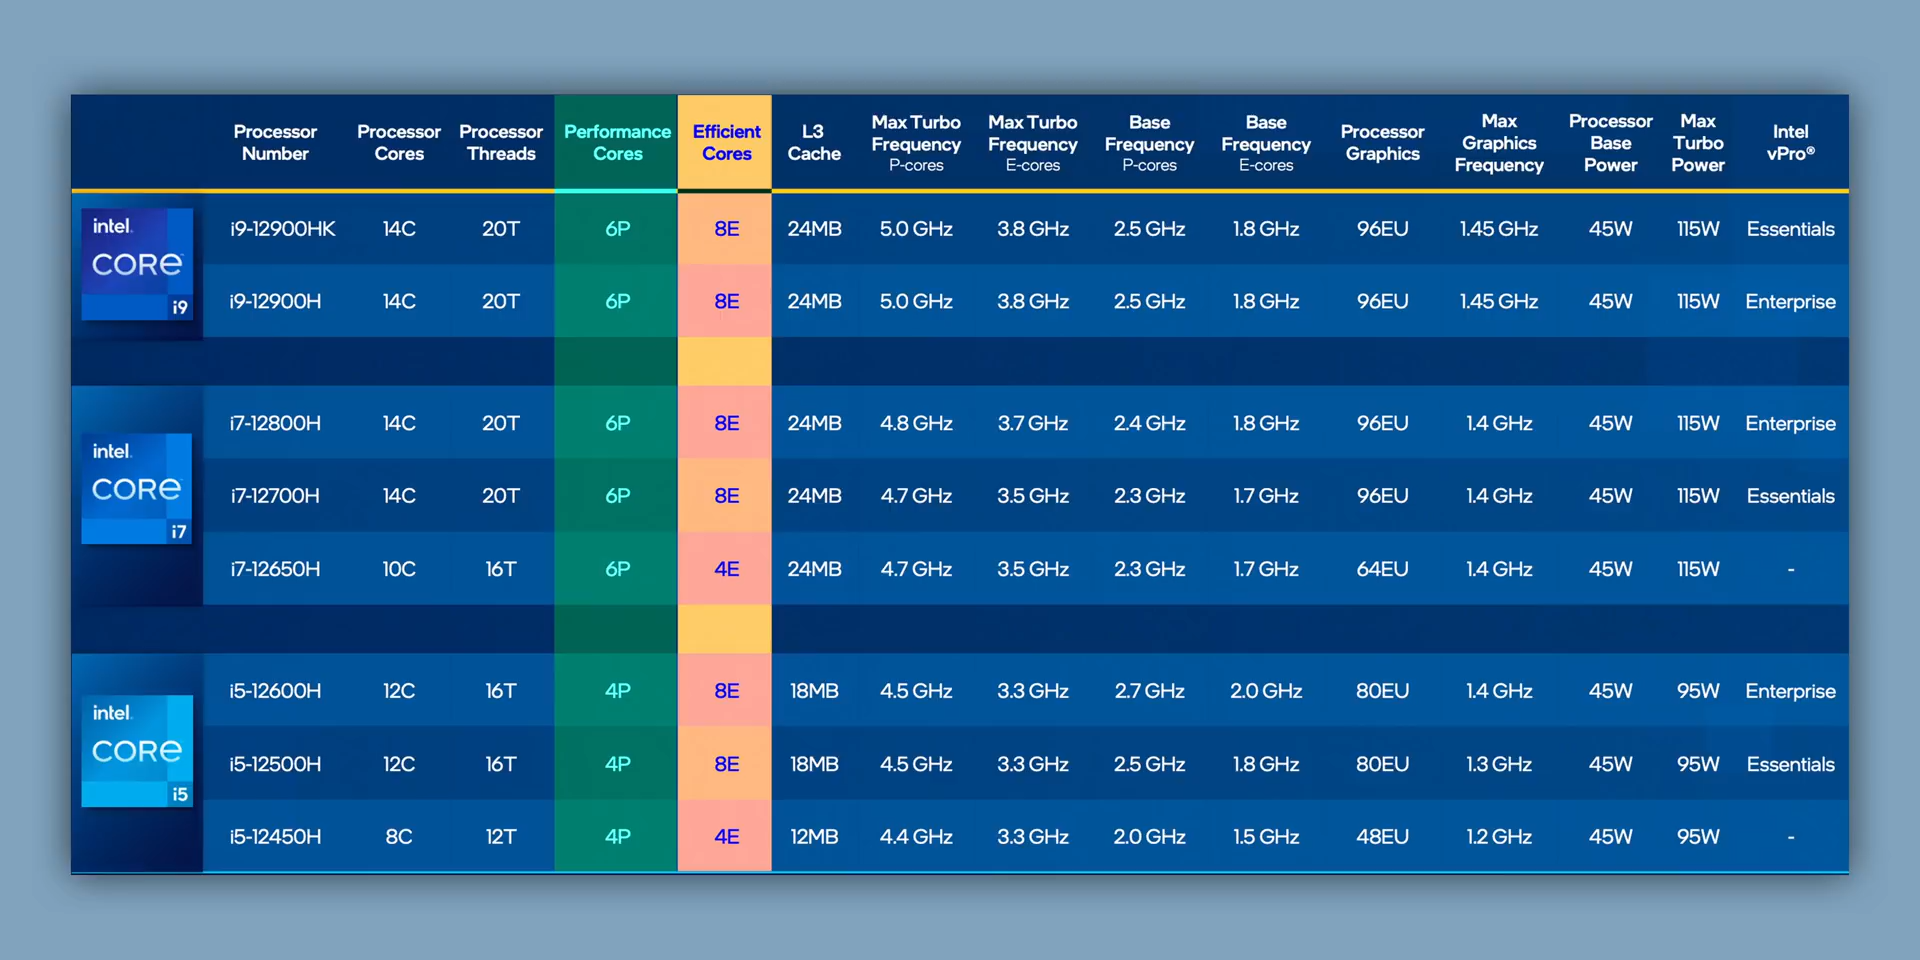 Processor Number Processor Cores Processor Threads Performance Cores Efficient Cores L3 Cache Max Turbo Frequency P-cores Max Turbo Frequency E-cores Base Frequency P-cores Base Frequency E-cores Processor Graphics Max Graphics Frequency Processor Base Power Max Turbo Power Intel vPro®
intel.
CORE
i9
i9-12900HK 14C 20T 6P 8E 24MB 5.0 GHz 3.8 GHz 2.5 GHz 1.8 GHz 96EU 1.45 GHz 45W 115W Essentials
i9-12900H 14C 20T 6P 8E 24MB 5.0 GHz 3.8 GHz 2.5 GHz 1.8 GHz 96EU 1.45 GHz 45W 115W Enterprise
intel.
CORE
i7
i7-12800H 14C 20T 6P 8E 24MB 4.8 GHz 3.7 GHz 2.4 GHz 1.8 GHz 96EU 1.4 GHz 45W 115W Enterprise
i7-12700H 14C 20T 6P 8E 24MB 4.7 GHz 3.5 GHz 2.3 GHz 1.7 GHz 96EU 1.4 GHz 45W 115W Essentials
i7-12650H 10C 16T 6P 4E 24MB 4.7 GHz 3.5 GHz 2.3 GHz 1.7 GHz 64EU 1.4 GHz 45W 115W -
intel.
CORE
i5
i5-12600H 12C 16T 4P 8E 18MB 4.5 GHz 3.3 GHz 2.7 GHz 2.0 GHz 80EU 1.4 GHz 45W 95W Enterprise
i5-12500H 12C 16T 4P 8E 18MB 4.5 GHz 3.3 GHz 2.5 GHz 1.8 GHz 80EU 1.3 GHz 45W 95W Essentials
i5-12450H 8C 12T 4P 4E 12MB 4.4 GHz 3.3 GHz 2.0 GHz 1.5 GHz 48EU 1.2 GHz 45W 95W -